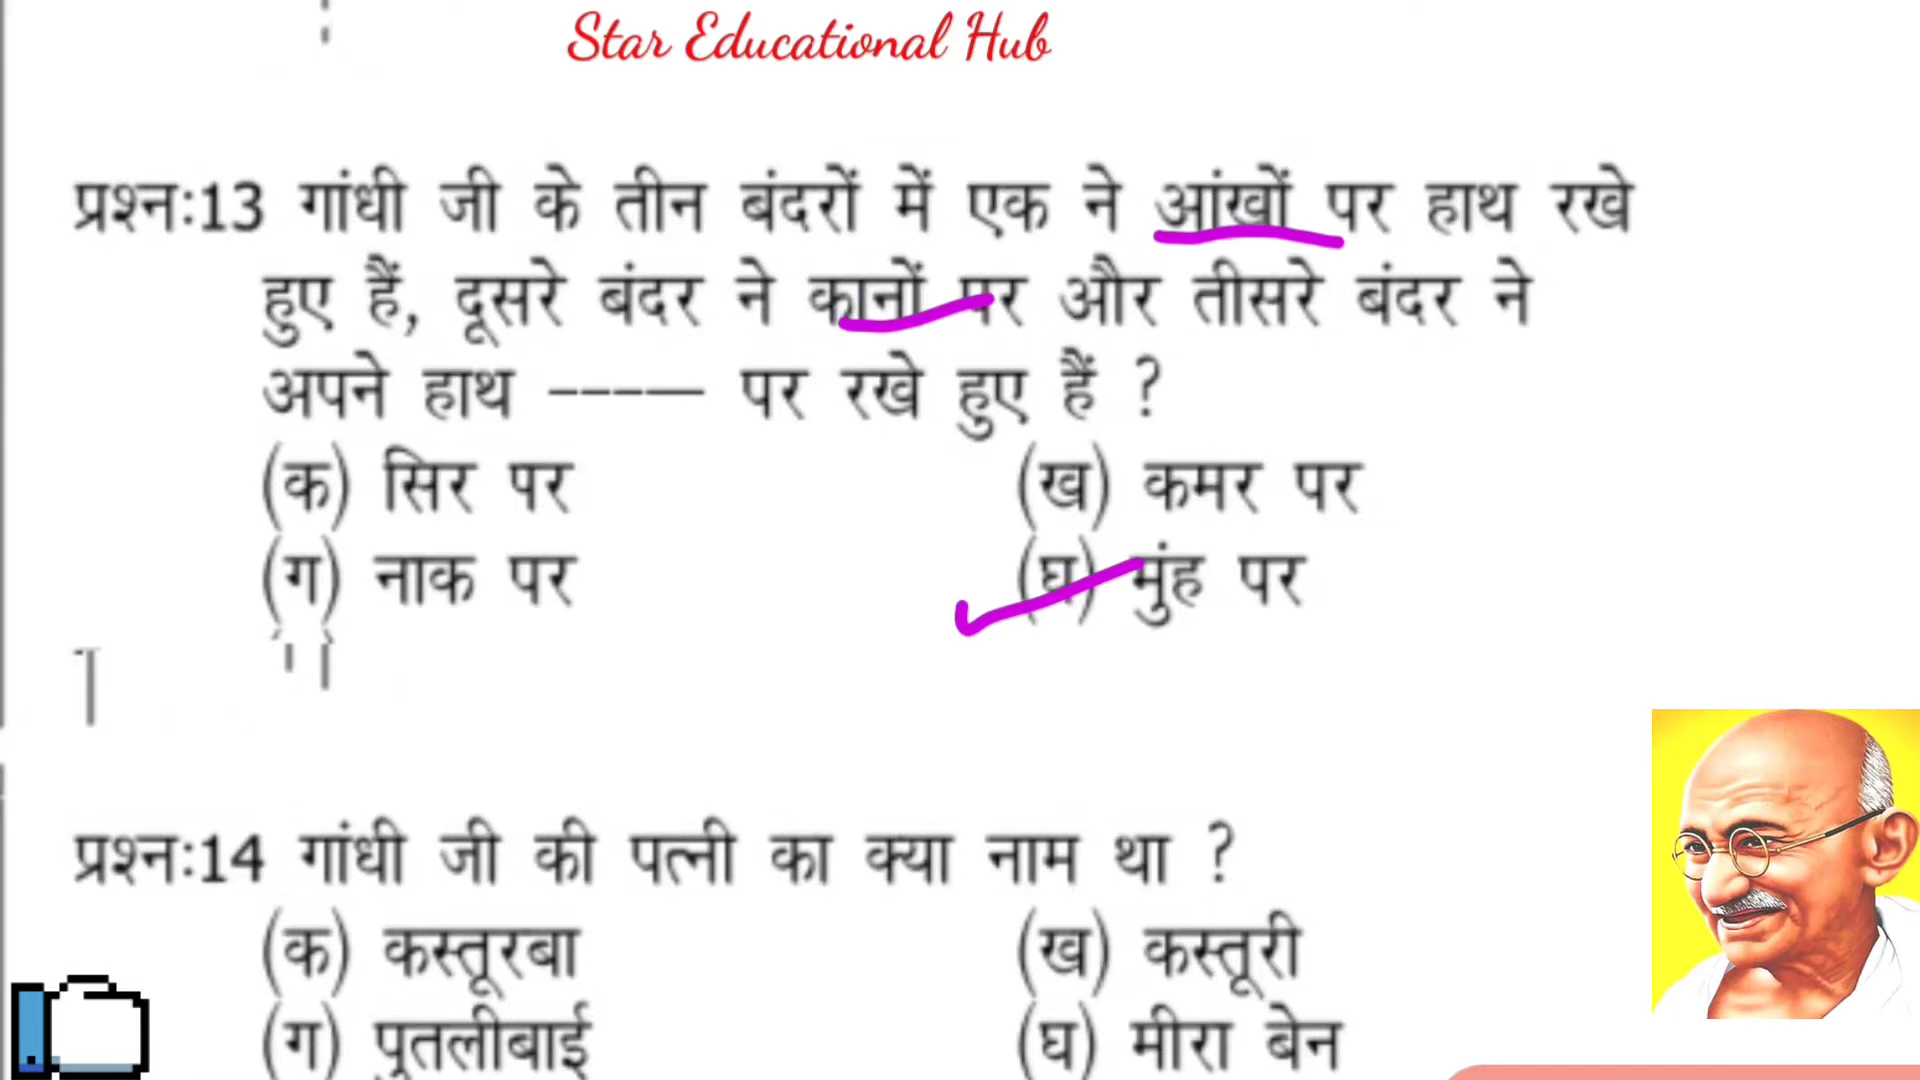 Star Educational Hub
प्रश्न:13 गांधी जी के तीन बंदरों में एक ने आंखों पर हाथ रखे
हुए हैं, दूसरे बंदर ने कानों पर और तीसरे बंदर ने
अपने हाथ ----— पर रखे हुए हैं ?
(क) सिर पर (ख) कमर पर
(ग) नाक पर (घ) मुंह पर
प्रश्न:14 गांधी जी की पत्नी का क्या नाम था ?
(क) कस्तूरबा (ख) कस्तूरी
(ग) पुतलीबाई (घ) मीरा बेन